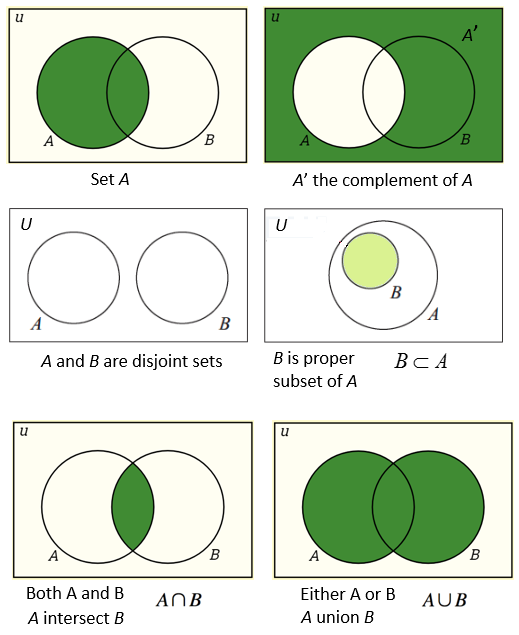 u
A
B
Set A
u
A'
A
B
A' the complement of A
U
A
B
A and B are disjoint sets
U
B
A
B is proper
subset of A
B ⊂ A
u
A
B
Both A and B
A intersect B
A∩B
u
A
B
Either A or B
A union B
A∪B